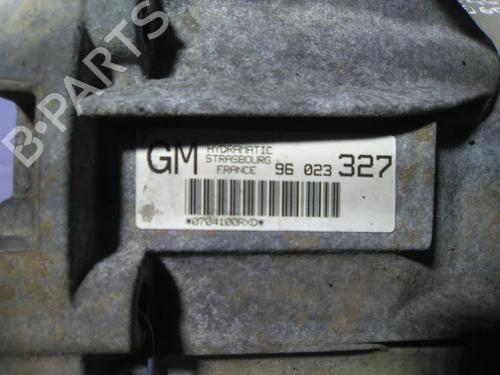 GM HYDRAMATIC
STRASBOURG
FRANCE 96 023 327
*0704100RXD*
B-PARTS